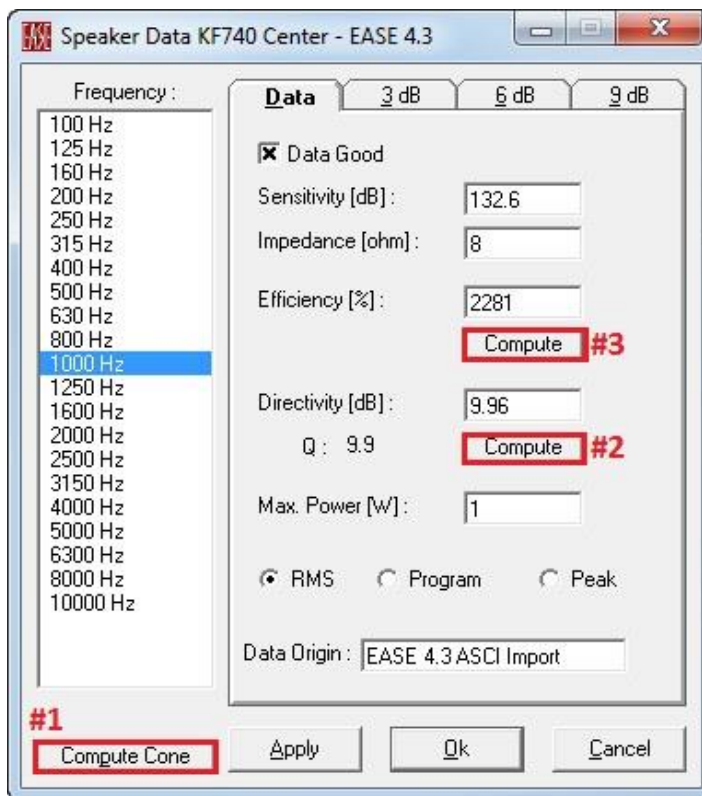 Speaker Data KF740 Center - EASE 4.3
Frequency :
100 Hz
125 Hz
160 Hz
200 Hz
250 Hz
315 Hz
400 Hz
500 Hz
630 Hz
800 Hz
1000 Hz
1250 Hz
1600 Hz
2000 Hz
2500 Hz
3150 Hz
4000 Hz
5000 Hz
6300 Hz
8000 Hz
10000 Hz
#1
Compute Cone
Data 3 dB 6 dB 9 dB
Data Good
Sensitivity [dB] : 132.6
Impedance [ohm] : 8
Efficiency [%] : 2281
Compute #3
Directivity [dB] : 9.96
Q : 9.9 Compute #2
Max. Power [W] : 1
RMS Program Peak
Data Origin : EASE 4.3 ASCI Import
Apply Ok Cancel